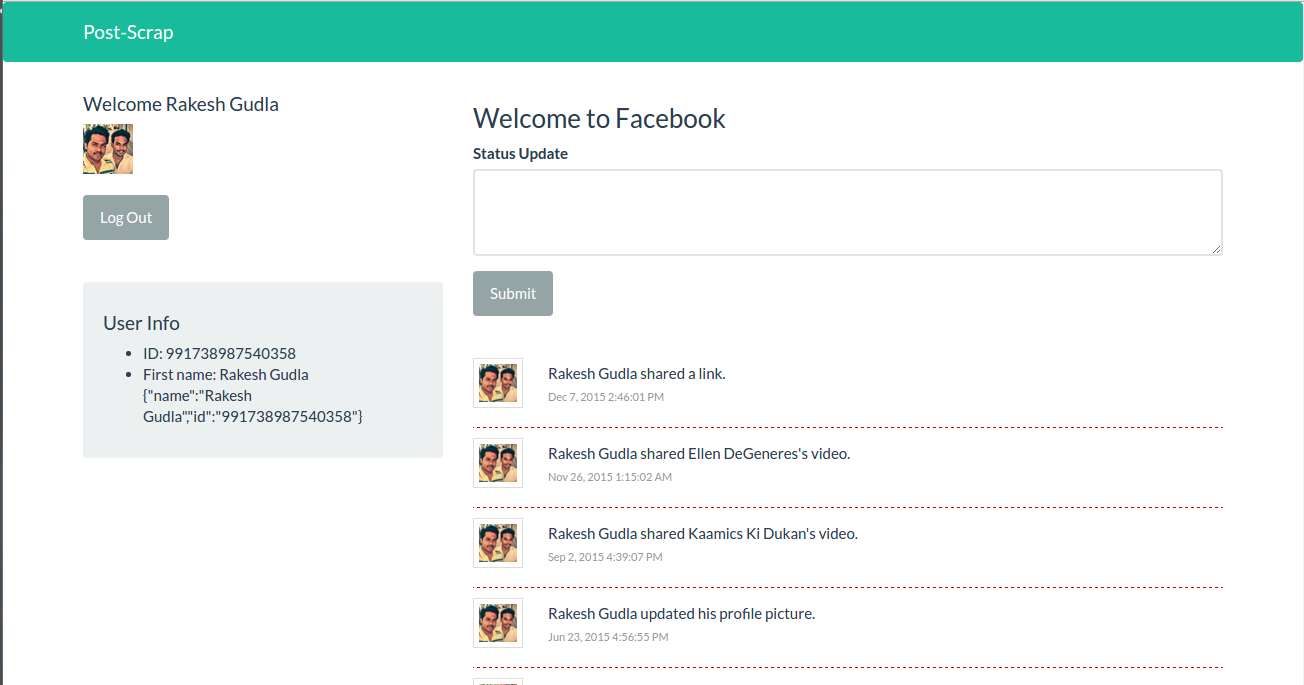 Post-Scrap
Welcome Rakesh Gudla
Log Out
User Info
ID: 991738987540358
First name: Rakesh Gudla
{"name":"Rakesh
Gudla","id":"991738987540358"}
Welcome to Facebook
Status Update
Submit
Rakesh Gudla shared a link.
Dec 7, 2015 2:46:01 PM
Rakesh Gudla shared Ellen DeGeneres's video.
Nov 26, 2015 1:15:02 AM
Rakesh Gudla shared Kaamics Ki Dukan's video.
Sep 2, 2015 4:39:07 PM
Rakesh Gudla updated his profile picture.
Jun 23, 2015 4:56:55 PM